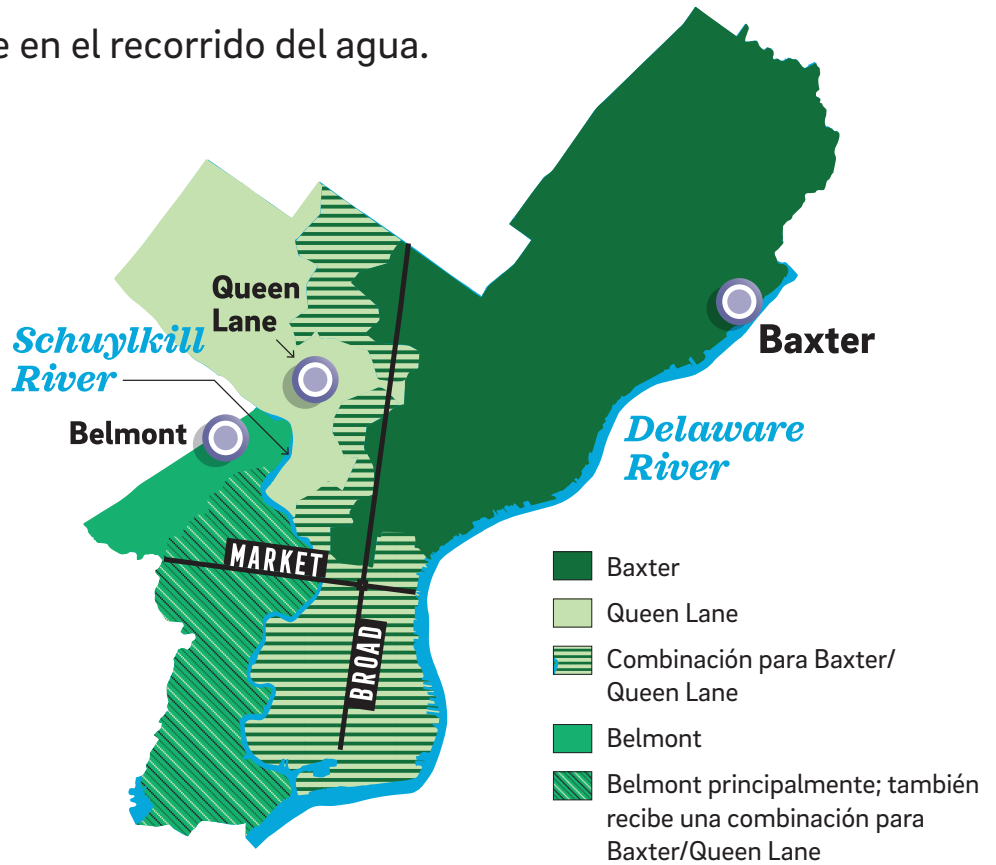 e en el recorrido del agua.
Queen
Lane
Schuylkill
River
Belmont
Baxter
Delaware
River
MARKET
BROAD
Baxter
Queen Lane
Combinación para Baxter/
Queen Lane
Belmont
Belmont principalmente; también
recibe una combinación para
Baxter/Queen Lane